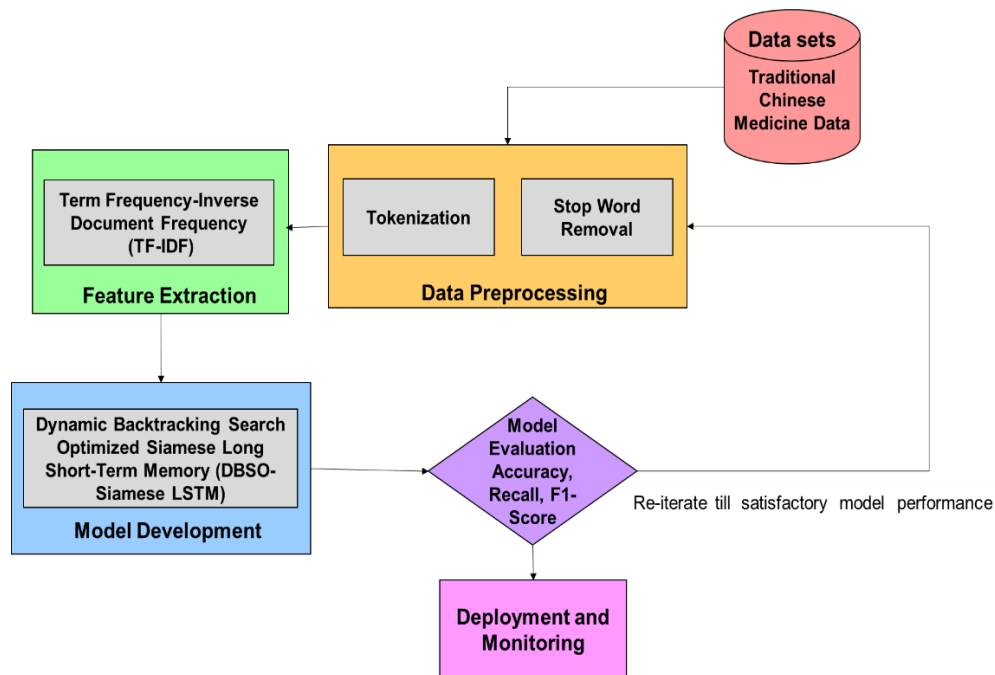 Data sets
Traditional
Chinese
Medicine Data
Tokenization
Stop Word
Removal
Data Preprocessing
Term Frequency-Inverse
Document Frequency
(TF-IDF)
Feature Extraction
Dynamic Backtracking Search
Optimized Siamese Long
Short-Term Memory (DBSO-
Siamese LSTM)
Model Development
Model
Evaluation
Accuracy,
Recall, F1-
Score
Re-iterate till satisfactory model performance
Deployment and
Monitoring